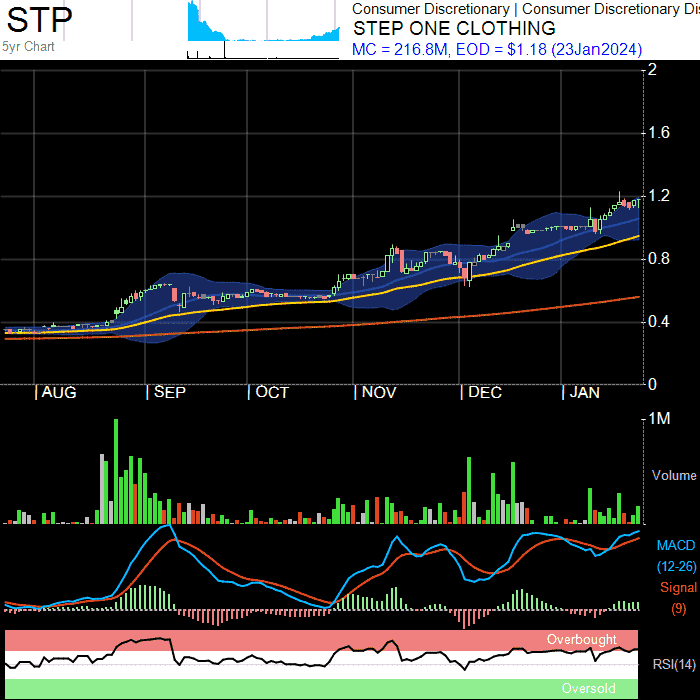 STP
5yr Chart
Consumer Discretionary | Consumer Discretionary Dis
STEP ONE CLOTHING
MC = 216.8M, EOD = $1.18 (23Jan2024)
2
1.6
1.2
0.8
0.4
0
| AUG | SEP | OCT | NOV | DEC | JAN
1M
Volume
MACD
(12-26)
Signal
(9)
Overbought
RSI(14)
Oversold